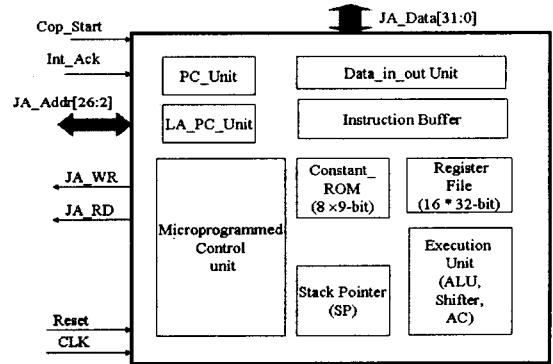 Cop_Start
JA_Data[31:0]
Int_Ack
PC_Unit
Data_in_out Unit
JA_Addr[26:2]
LA_PC_Unit
Instruction Buffer
JA_WR
JA_RD
Microprogrammed
Control
unit
Constant_
ROM
(8 ×9-bit)
Register
File
(16 * 32-bit)
Stack Pointer
(SP)
Execution
Unit
(ALU,
Shifter,
AC)
Reset
CLK